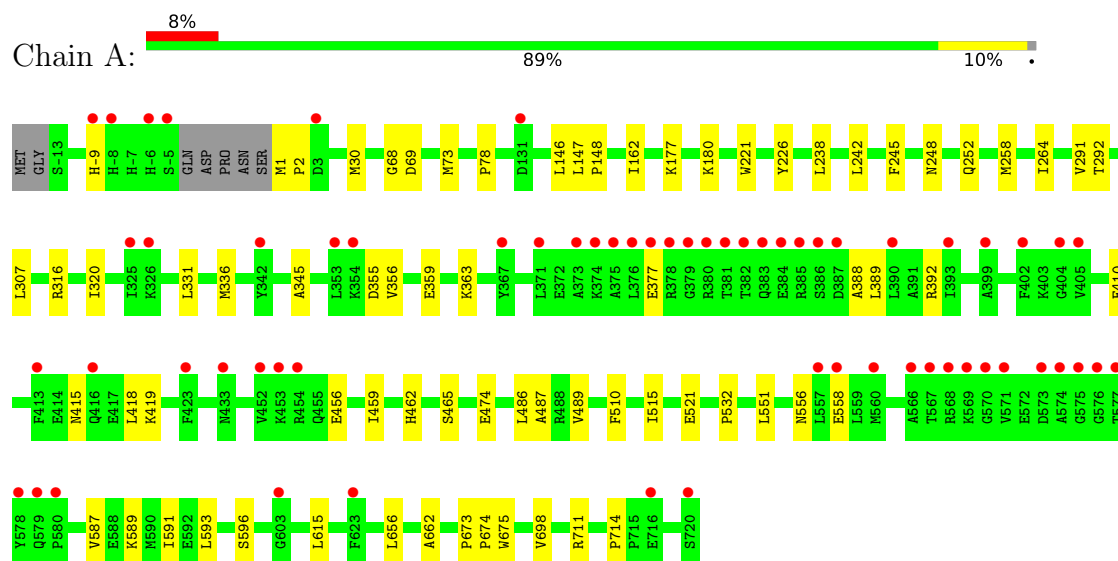 8%
Chain A:
89% 10% •
MET GLY S-13 H-9 H-8 H-7 H-6 S-5 GLN ASP PRO ASN SER M1 P2 D3 M30 G68 D69 M73 P78 D131 L146 L147 P148 I162 K177 K180 W221 Y226 L238 L242 F245 N248 Q252 M258 I264 V291 T292
L307 R316 I320 I325 K326 L331 M336 Y342 A345 L353 K354 D355 V356 E359 K363 Y367 L371 E372 A373 K374 A375 L376 E377 R378 G379 R380 T381 T382 Q383 E384 R385 S386 D387 A388 L389 L390 A391 R392 I393 A399 F402 K403 G404 V405
F413 E414 N415 Q416 E417 L418 K419 F423 N433 V452 K453 R454 Q455 E456 I459 H462 S465 E474 L486 A487 R488 V489 F510 I515 E521 P532 L551 N556 L557 E558 L559 M560 A566 T567 R568 K569 G570 V571 E572 D573 A574 G575 G576 T577
Y578 Q579 P580 V587 E588 K589 M590 I591 E592 L593 S596 G603 L615 F623 L656 A662 P673 P674 W675 V698 R711 P714 P715 E716 S720